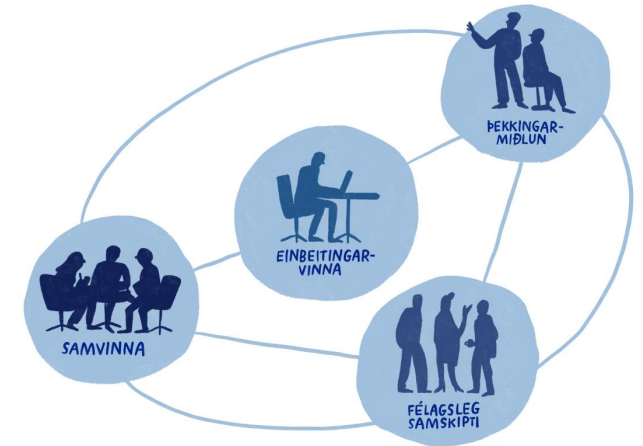 ÞEKKINGAR-
MIÐLUN
EINBEITINGAR-
VINNA
SAMVINNA
FÉLAGSLEG
SAMSKIPTI